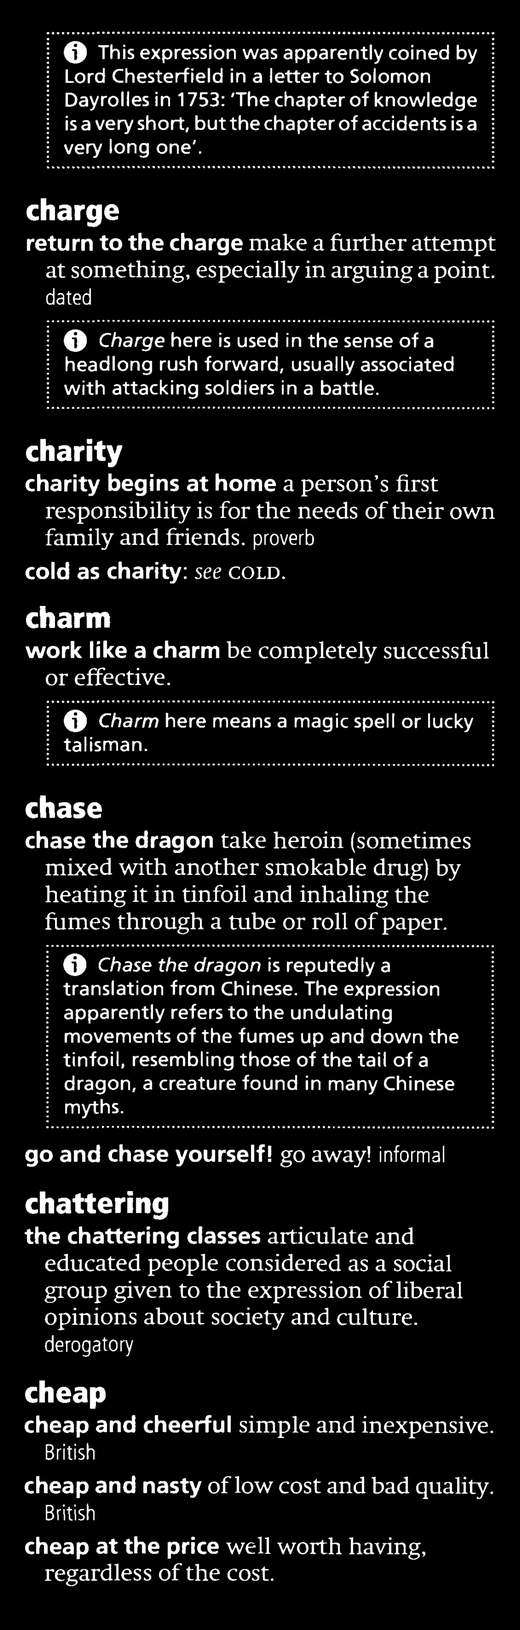 ⓘ This expression was apparently coined by
Lord Chesterfield in a letter to Solomon
Dayrolles in 1753: ‘The chapter of knowledge
is a very short, but the chapter of accidents is a
very long one’.
charge
return to the charge make a further attempt
at something, especially in arguing a point.
dated
ⓘ Charge here is used in the sense of a
headlong rush forward, usually associated
with attacking soldiers in a battle.
charity
charity begins at home a person’s first
responsibility is for the needs of their own
family and friends. proverb
cold as charity: see COLD.
charm
work like a charm be completely successful
or effective.
ⓘ Charm here means a magic spell or lucky
talisman.
chase
chase the dragon take heroin (sometimes
mixed with another smokable drug) by
heating it in tinfoil and inhaling the
fumes through a tube or roll of paper.
ⓘ Chase the dragon is reputedly a
translation from Chinese. The expression
apparently refers to the undulating
movements of the fumes up and down the
tinfoil, resembling those of the tail of a
dragon, a creature found in many Chinese
myths.
go and chase yourself! go away! informal
chattering
the chattering classes articulate and
educated people considered as a social
group given to the expression of liberal
opinions about society and culture.
derogatory
cheap
cheap and cheerful simple and inexpensive.
British
cheap and nasty of low cost and bad quality.
British
cheap at the price well worth having,
regardless of the cost.